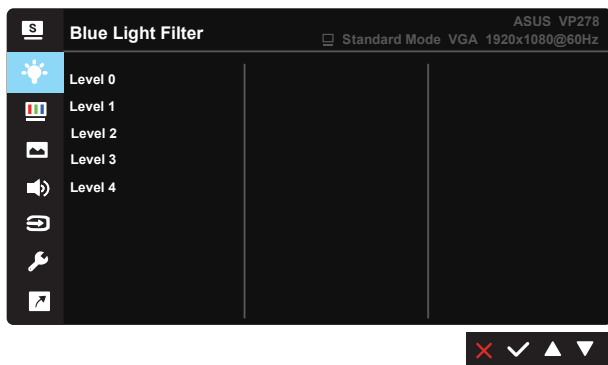 S
Blue Light Filter
ASUS VP278
Standard Mode VGA 1920x1080@60Hz
Level 0
Level 1
Level 2
Level 3
Level 4